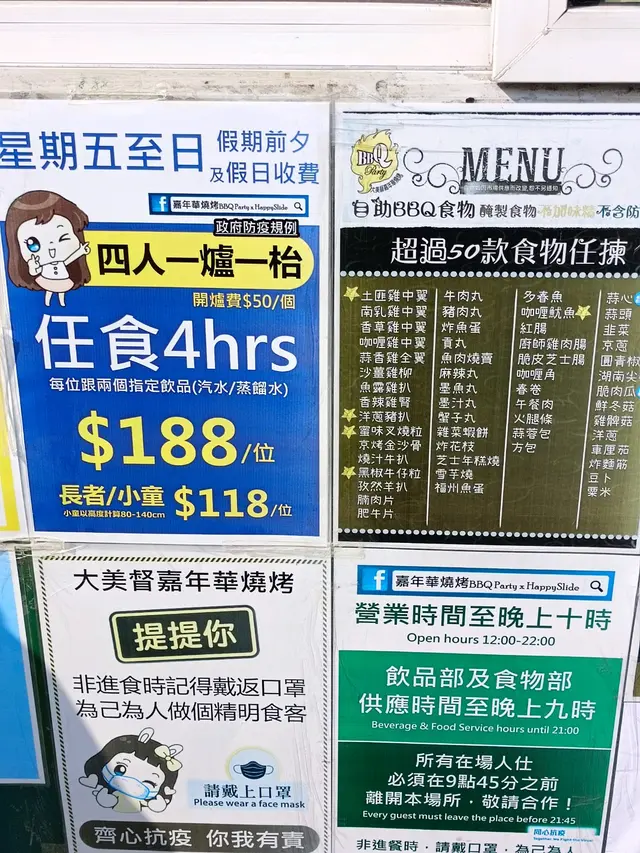 星期五至日
假期前夕
及假日收費
f 嘉年華燒烤BBQ Party x HappySlide
政府防疫規例
四人一爐一枱
開爐費$50/個
任食4hrs
每位跟兩個指定飲品(汽水/蒸餾水)
$188/位
長者/小童 $118/位
小童以高度計算80-140cm
BBQ
Party
MENU
自助BBQ食物 醃製食物 不含防
超過50款食物任揀
土匪雞中翼
南乳雞中翼
香草雞中翼
咖喱雞中翼
蒜香雞全翼
沙薑雞柳
魚露雞扒
香辣雞腎
洋蔥豬扒
蜜味叉燒粒
京烤金沙骨
燒汁牛扒
黑椒牛仔粒
孜然羊扒
腩肉片
肥牛片
牛肉丸
豬肉丸
炸魚蛋
貢丸
魚肉燒賣
麻辣丸
墨魚丸
墨汁丸
蟹子丸
雜菜蝦餅
炸花枝
芝士年糕燒
雪芋燒
福州魚蛋
多春魚
咖喱魷魚
紅腸
廚師雞肉腸
脆皮芝士腸
咖喱角
春卷
午餐肉
火腿條
蒜蓉包
方包
蒜心
蒜頭
韭菜
京蔥
圓青椒
湖南尖
脆肉瓜
鮮冬菇
雞髀菇
洋蔥
車厘茄
炸麵筋
豆卜
粟米
大美督嘉年華燒烤
提提你
非進食時記得戴返口罩
為己為人做個精明食客
請戴上口罩
Please wear a face mask
齊心抗疫 你我有責
f 嘉年華燒烤BBQ Party x HappySlide
營業時間至晚上十時
Open hours 12:00-22:00
飲品部及食物部
供應時間至晚上九時
Beverage & Food Service hours until 21:00
所有在場人仕
必須在9點45分之前
離開本場所，敬請合作！
Every guest must leave the place before 21:45
同心抗疫
非進餐時，請戴口罩，為己為人